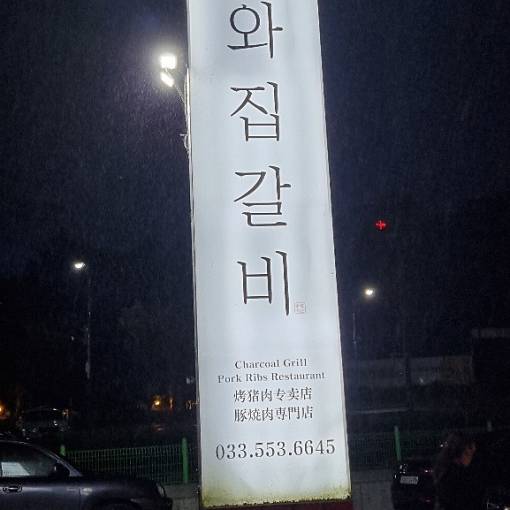 와집갈비
Charcoal Grill
Pork Ribs Restaurant
烤猪肉专卖店
豚焼肉専門店
033.553.6645